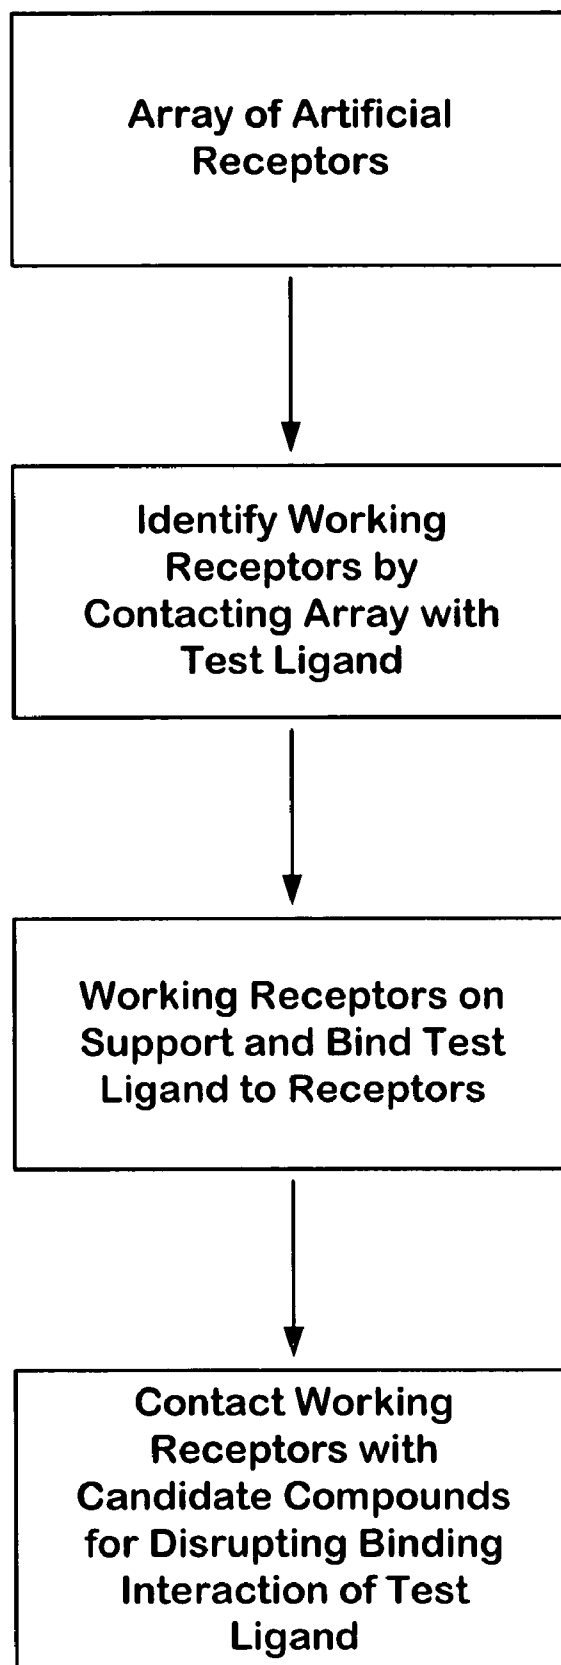 Array of Artificial
Receptors
Identify Working
Receptors by
Contacting Array with
Test Ligand
Working Receptors on
Support and Bind Test
Ligand to Receptors
Contact Working
Receptors with
Candidate Compounds
for Disrupting Binding
Interaction of Test
Ligand